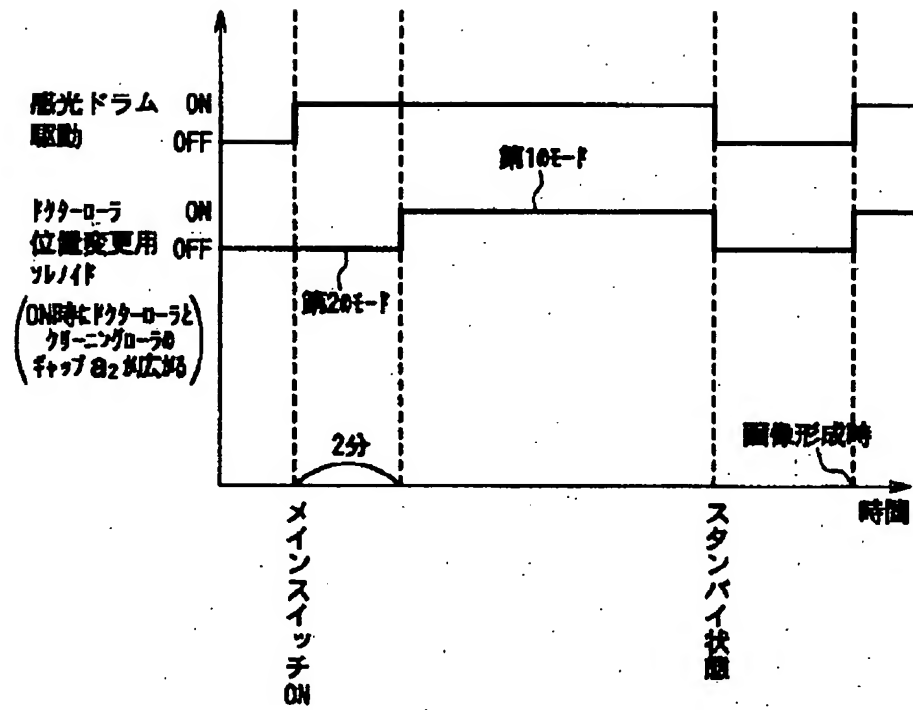 感光ドラム ON
駆動 OFF
第1のモード
ドクターローラ ON
位置変更用 OFF
ソレノイド
第2のモード
(ON時にドクターローラと
クリーニングローラの
ギャップa₂が広がる)
2分
画像形成時
時間
メインスイッチON
スタンバイ状態